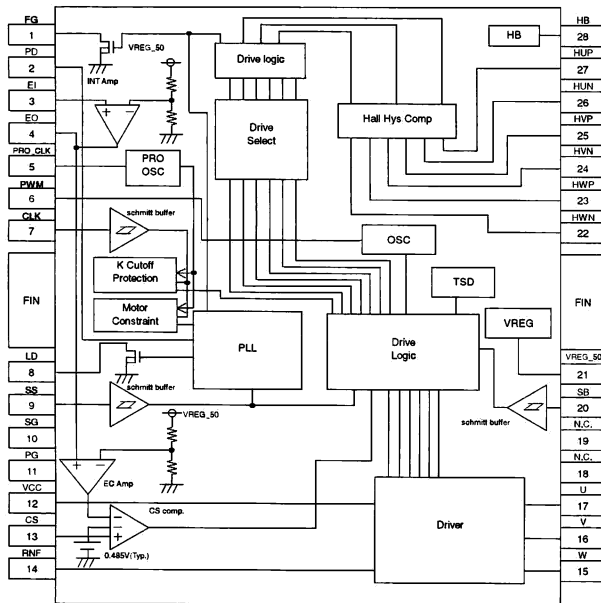 FG
1
PD
2
EI
3
EO
4
PRO_CLK
5
PWM
6
CLK
7
FIN
LD
8
SS
9
SG
10
PG
11
VCC
12
CS
13
RNF
14
VREG_50
INT Amp
PRO
OSC
schmitt buffer
K Cutoff
Protection
Motor
Constraint
schmitt buffer
VREG_50
EC Amp
CS comp.
0.485V(Typ.)
Drive logic
Drive
Select
Hall Hys Comp
HB
OSC
TSD
VREG
PLL
Drive
Logic
schmitt buffer
Driver
HB
28
HUP
27
HUN
26
HVP
25
HVN
24
HWP
23
HWN
22
FIN
VREG_50
21
SB
20
N.C.
19
N.C.
18
U
17
V
16
W
15